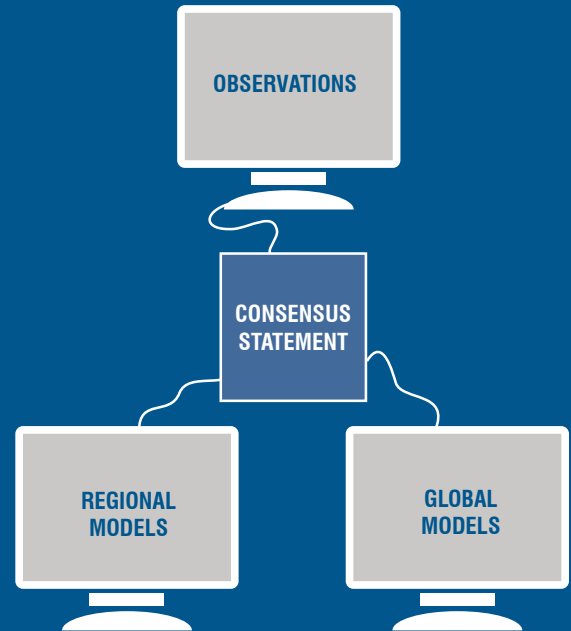 OBSERVATIONS
CONSENSUS
STATEMENT
REGIONAL
MODELS
GLOBAL
MODELS